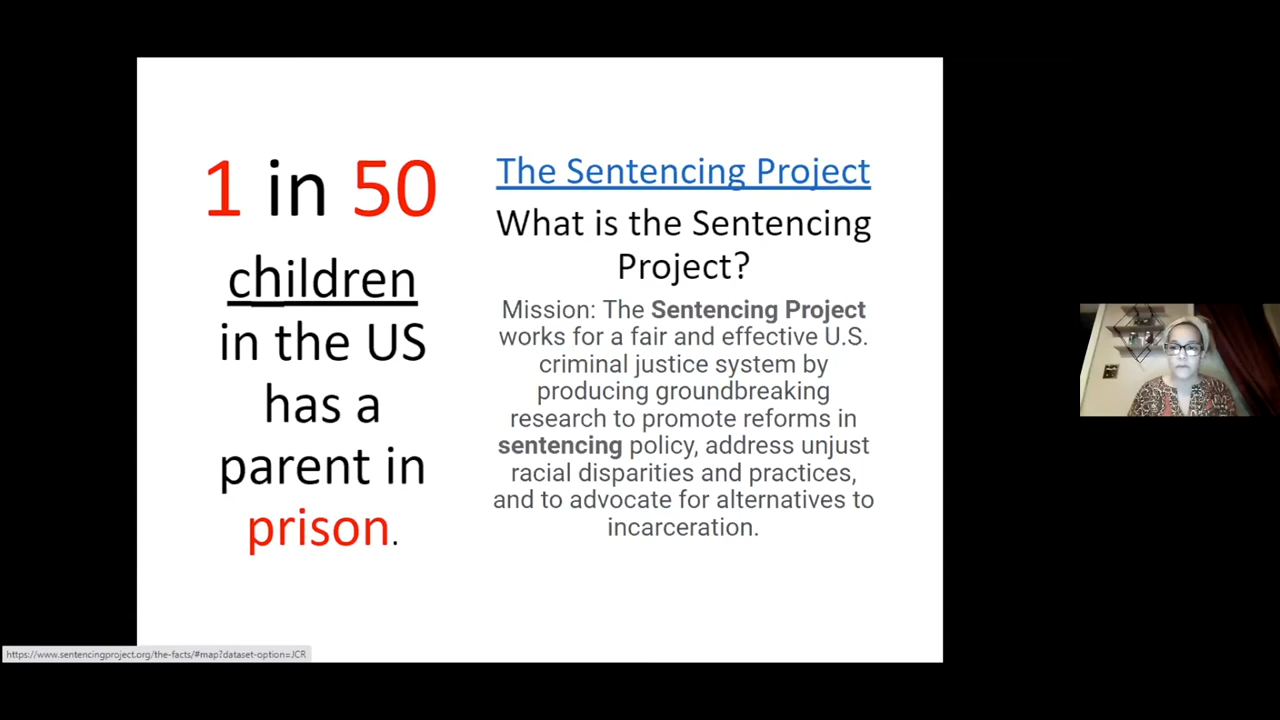 1 in 50
children
in the US
has a
parent in
prison.
The Sentencing Project
What is the Sentencing
Project?
Mission: The Sentencing Project
works for a fair and effective U.S.
criminal justice system by
producing groundbreaking
research to promote reforms in
sentencing policy, address unjust
racial disparities and practices,
and to advocate for alternatives to
incarceration.
https://www.sentencingproject.org/the-facts/#map?dataset-option=JCR